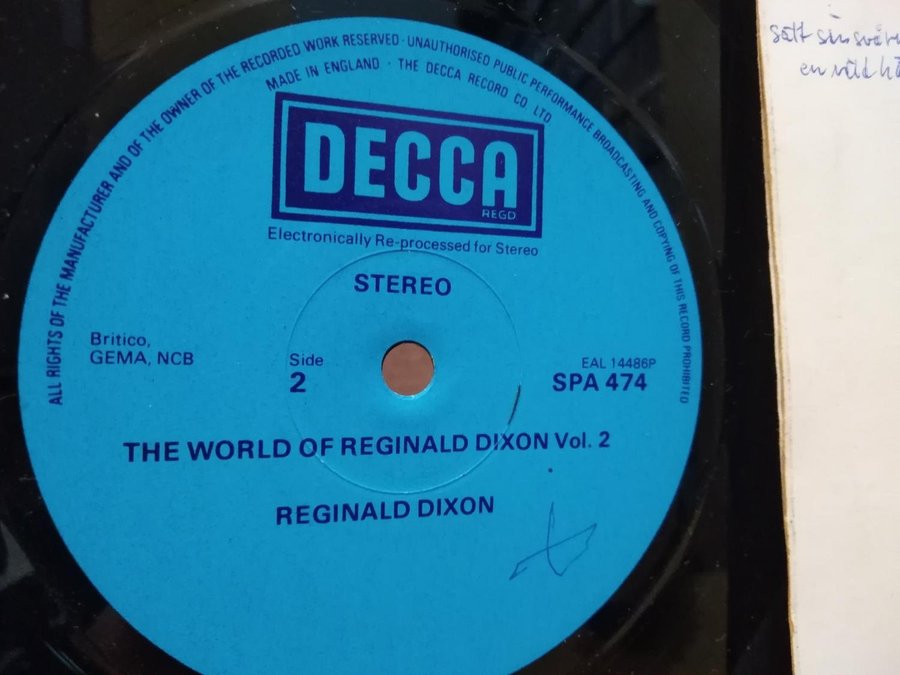 ALL RIGHTS OF THE MANUFACTURER AND OF THE OWNER OF THE RECORDED WORK RESERVED · UNAUTHORISED PUBLIC PERFORMANCE BROADCASTING AND COPYING OF THIS RECORD PROHIBITED
MADE IN ENGLAND · THE DECCA RECORD CO LTD
DECCA
REGD
Electronically Re-processed for Stereo
STEREO
Britico,
GEMA, NCB
Side
2
EAL 14486P
SPA 474
THE WORLD OF REGINALD DIXON Vol. 2
REGINALD DIXON
en